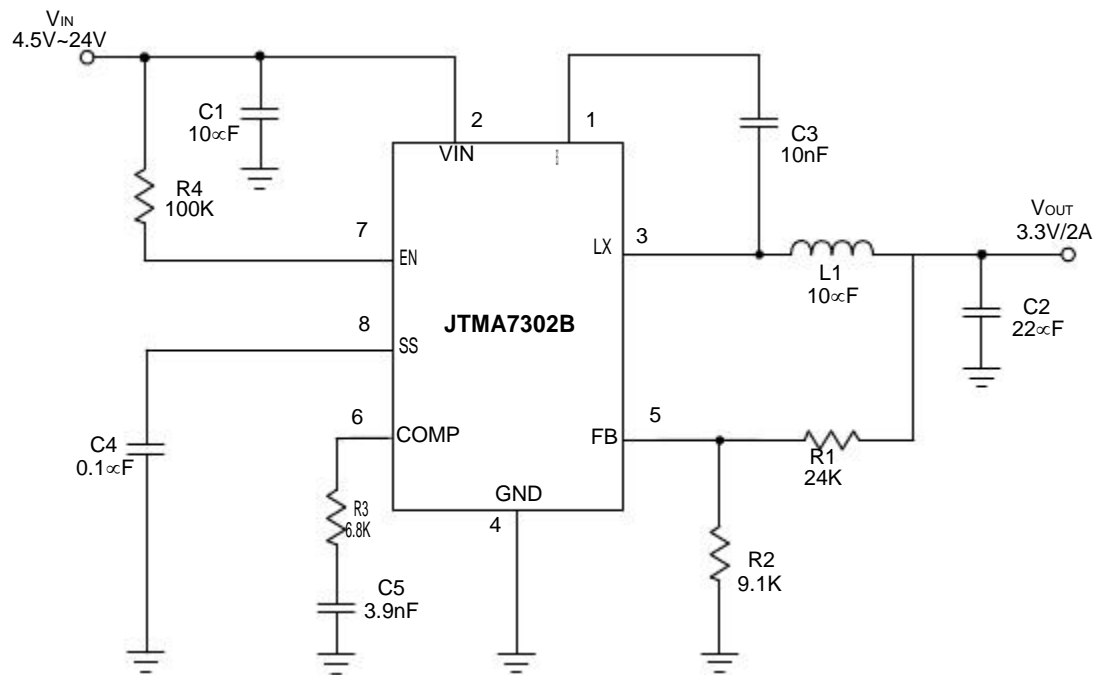 VIN
4.5V~24V
C1
10∝F
2
1
C3
10nF
VIN
R4
100K
7
EN
LX
3
VOUT
3.3V/2A
L1
10∝F
C2
22∝F
JTMA7302B
8
SS
6
COMP
FB
5
C4
0.1∝F
R1
24K
GND
4
R3
6.8K
R2
9.1K
C5
3.9nF